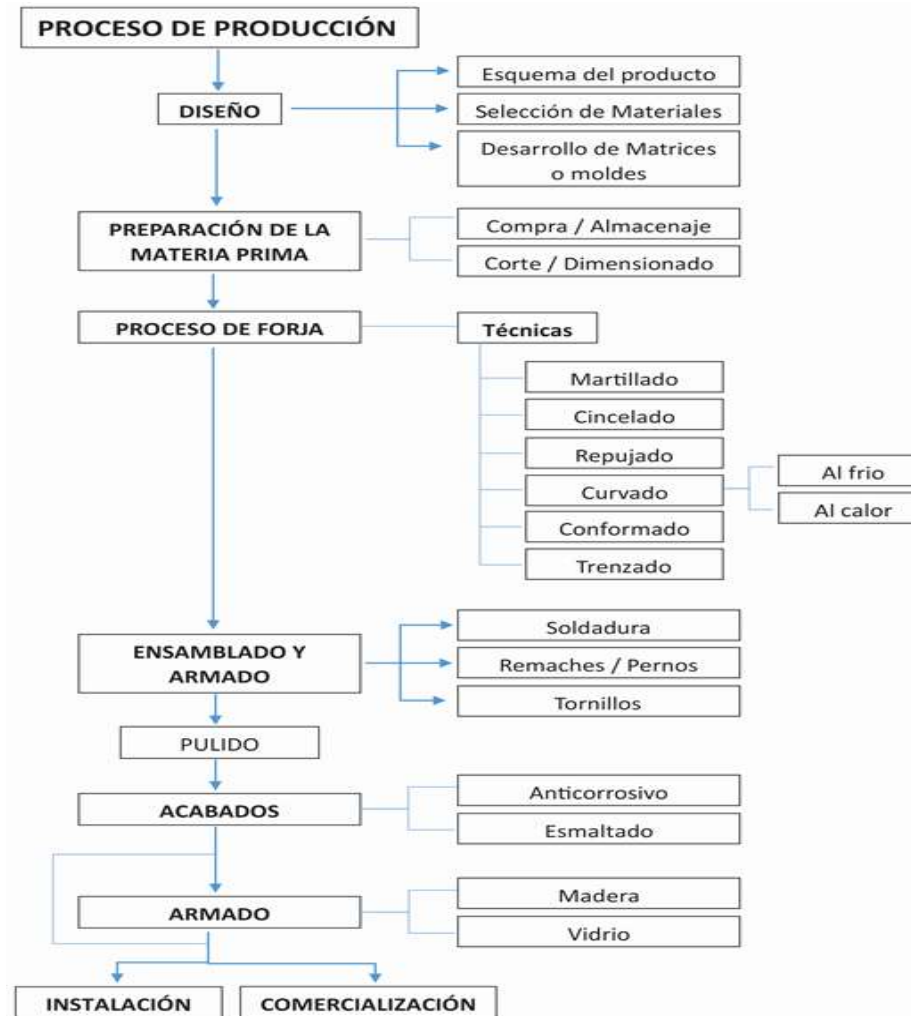 PROCESO DE PRODUCCIÓN
DISEÑO
Esquema del producto
Selección de Materiales
Desarrollo de Matrices
o moldes
PREPARACIÓN DE LA
MATERIA PRIMA
Compra / Almacenaje
Corte / Dimensionado
PROCESO DE FORJA
Técnicas
Martillado
Cincelado
Repujado
Curvado
Al frio
Al calor
Conformado
Trenzado
ENSAMBLADO Y
ARMADO
Soldadura
Remaches / Pernos
Tornillos
PULIDO
ACABADOS
Anticorrosivo
Esmaltado
ARMADO
Madera
Vidrio
INSTALACIÓN
COMERCIALIZACIÓN